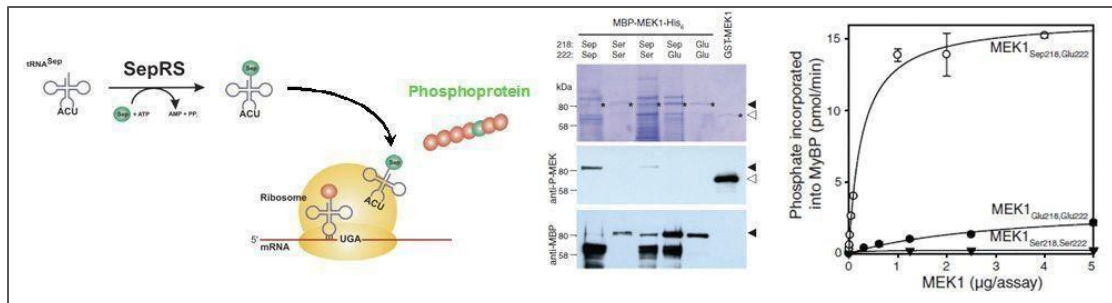 tRNASep
SepRS
Sep + ATP
AMP + PPi
ACU
Sep
ACU
Phosphoprotein
Sep
ACU
Ribosome
5'
mRNA
UGA
MBP-MEK1-His6
GST-MEK1
218: Sep Ser Sep Sep Glu
222: Sep Ser Ser Glu Glu
kDa
80
58
anti-P-MEK
80
58
anti-MBP
80
58
Phosphate incorporated
into MyBP (pmol/min)
15
10
5
0
MEK1Sep218,Glu222
MEK1Glu218,Glu222
MEK1Ser218,Ser222
0 1 2 3 4 5
MEK1 (µg/assay)